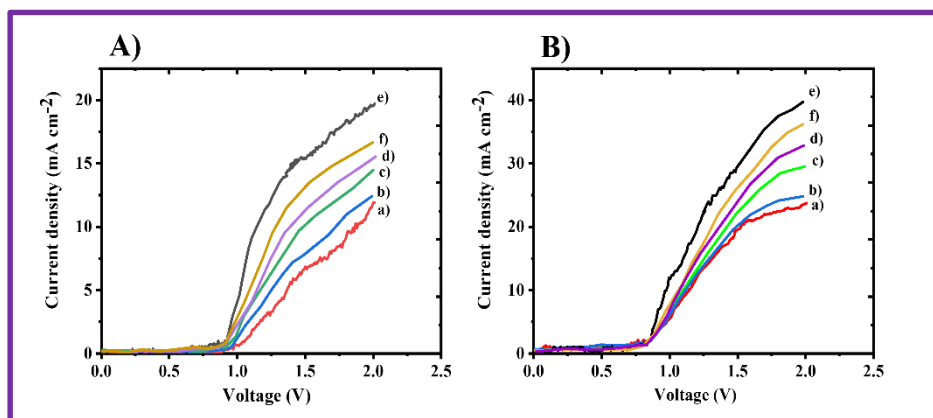 A)
20
15
10
5
0
0.0 0.5 1.0 1.5 2.0 2.5
Voltage (V)
Current density (mA cm⁻²)
e)
f)
d)
c)
b)
a)
B)
40
30
20
10
0
0.0 0.5 1.0 1.5 2.0 2.5
Voltage (V)
Current density (mA cm⁻²)
e)
f)
d)
c)
b)
a)